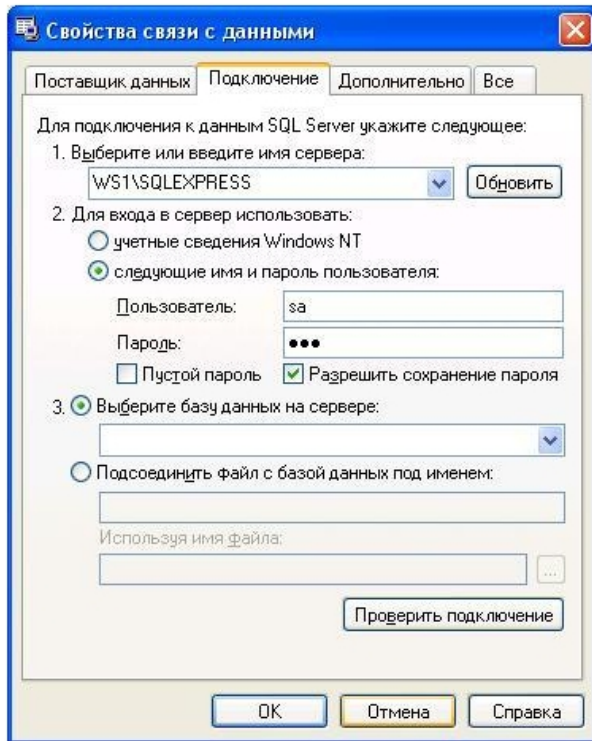 Свойства связи с данными
Поставщик данных Подключение Дополнительно Все
Для подключения к данным SQL Server укажите следующее:
1. Выберите или введите имя сервера:
WS1\SQLEXPRESS Обновить
2. Для входа в сервер использовать:
учетные сведения Windows NT
следующие имя и пароль пользователя:
Пользователь: sa
Пароль: •••
Пустой пароль Разрешить сохранение пароля
3. Выберите базу данных на сервере:
Подсоединить файл с базой данных под именем:
Используя имя файла:
...
Проверить подключение
OK Отмена Справка